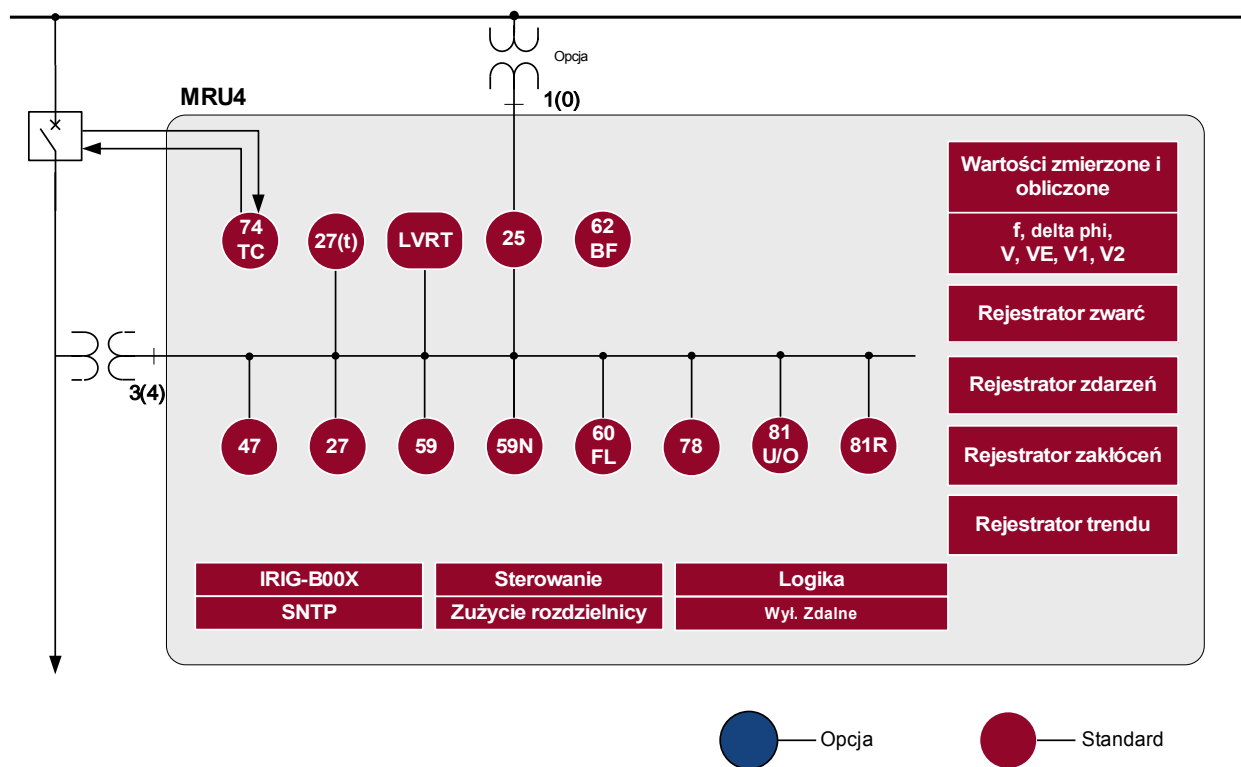 Opcja
MRU4
1(0)
Wartości zmierzone i
obliczone
f, delta phi,
V, VE, V1, V2
74
TC
27(t)
LVRT
25
62
BF
Rejestrator zwarć
Rejestrator zdarzeń
3(4)
47
27
59
59N
60
FL
78
81
U/O
81R
Rejestrator zakłóceń
Rejestrator trendu
IRIG-B00X
Sterowanie
Logika
SNTP
Zużycie rozdzielnicy
Wył. Zdalne
Opcja
Standard